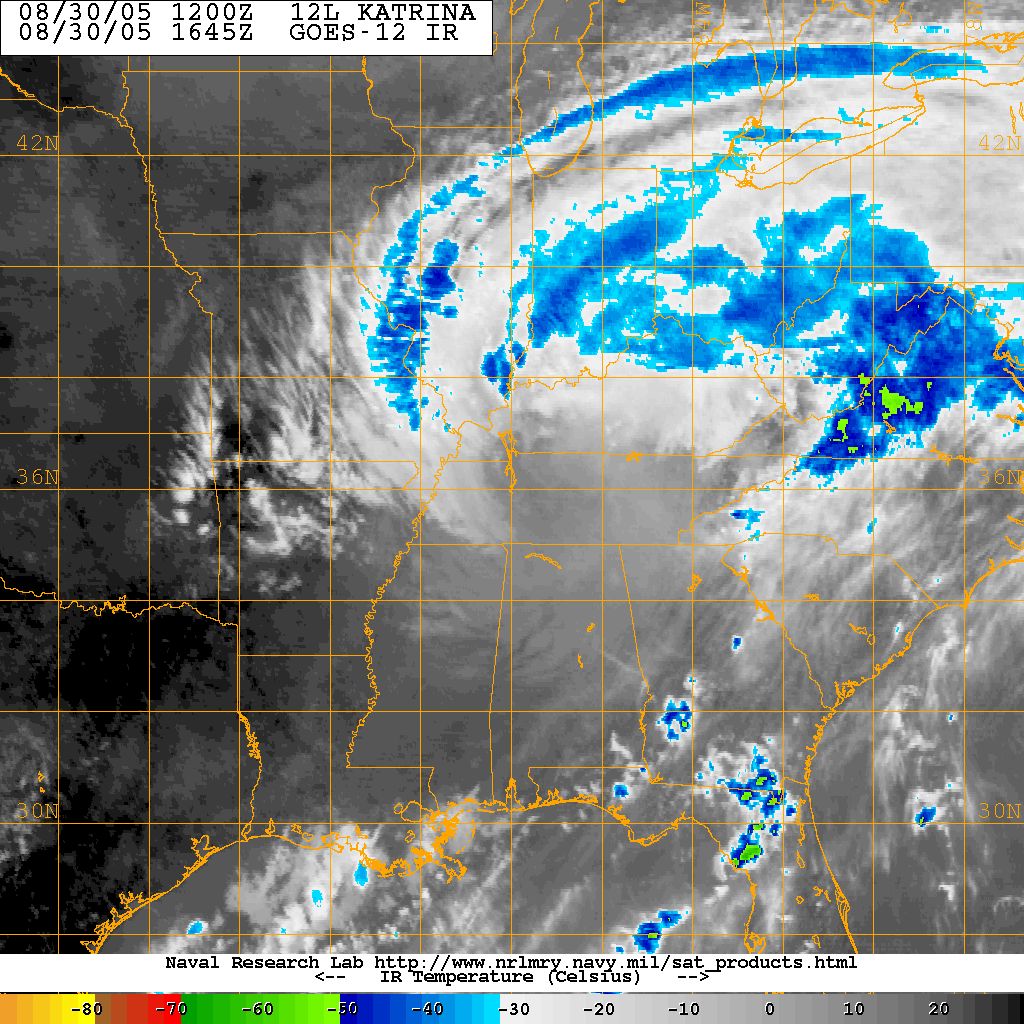 08/30/05 1200Z 12L KATRINA
08/30/05 1645Z GOES-12 IR
42N 42N
36N 36N
30N 30N
Naval Research Lab http://www.nrlmry.navy.mil/sat_products.html
<-- IR Temperature (Celsius) -->
-80 -70 -60 -50 -40 -30 -20 -10 0 10 20